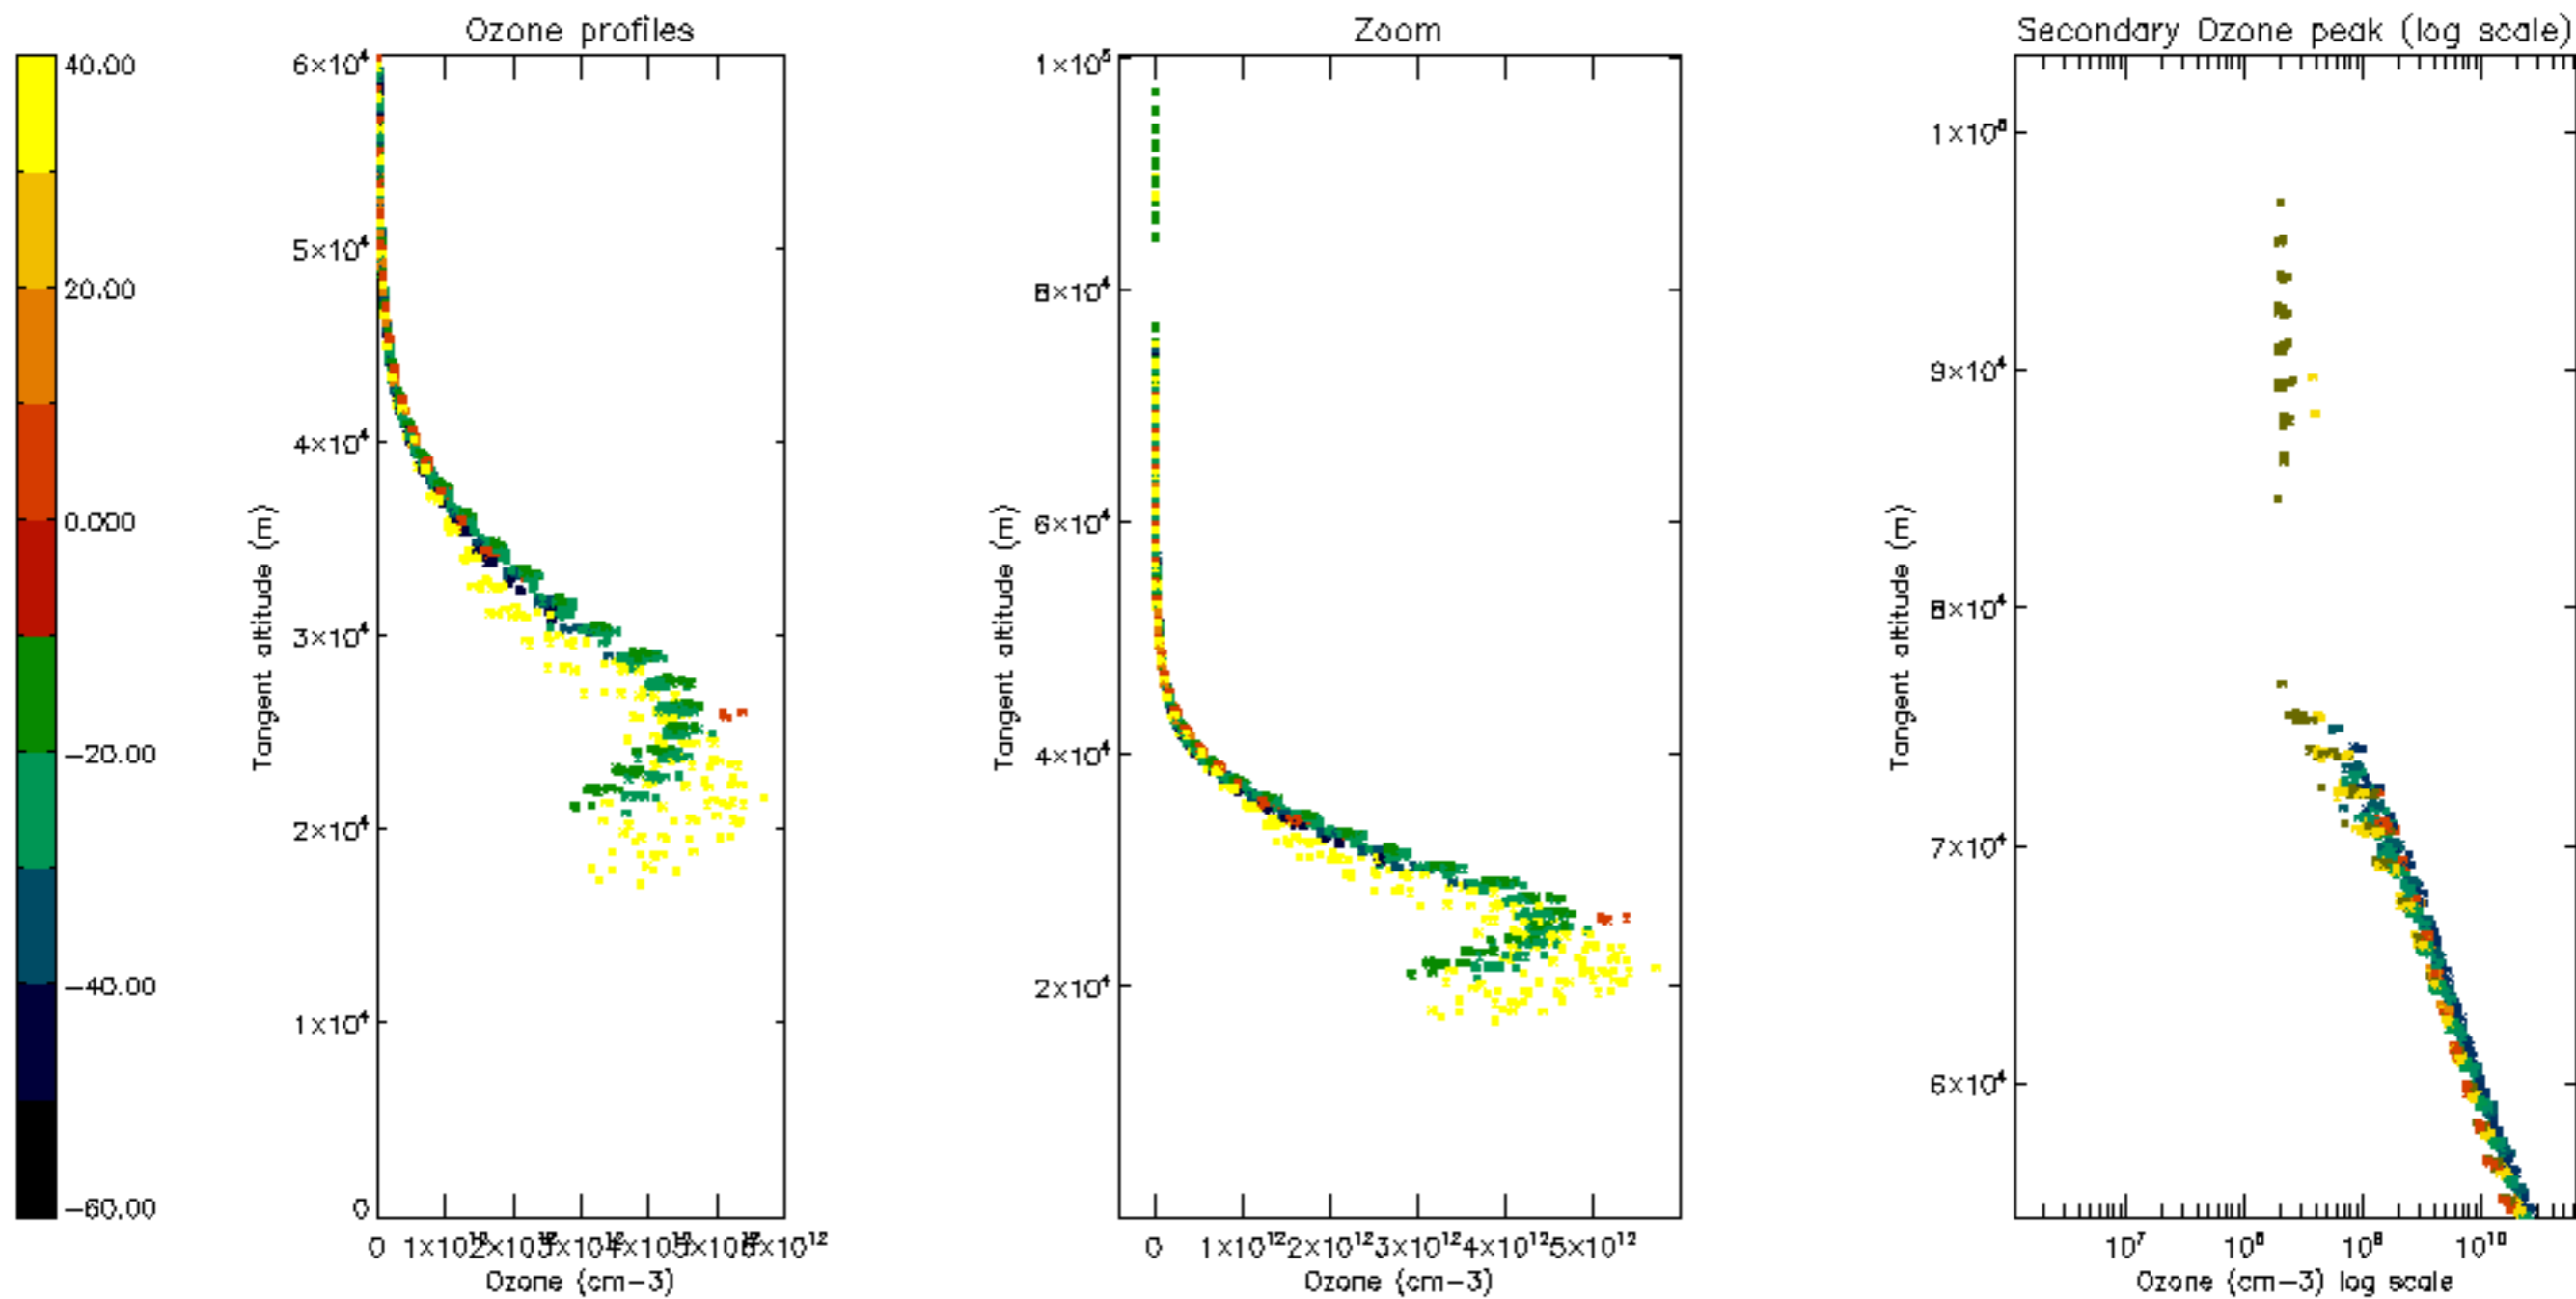 Ozone profiles
Zoom
Secondary Ozone peak (log scale)
40.00
20.00
0.000
−20.00
−40.00
−60.00
6×10⁴
5×10⁴
4×10⁴
3×10⁴
2×10⁴
1×10⁴
0
Tangent altitude (m)
0
Ozone (cm−3)
1×10⁵
8×10⁴
6×10⁴
4×10⁴
2×10⁴
Tangent altitude (m)
0 1×10¹² 2×10¹² 3×10¹² 4×10¹² 5×10¹²
Ozone (cm−3)
1×10⁵
9×10⁴
8×10⁴
7×10⁴
6×10⁴
Tangent altitude (m)
10⁷ 10⁸ 10⁹ 10¹⁰
Ozone (cm−3) log scale